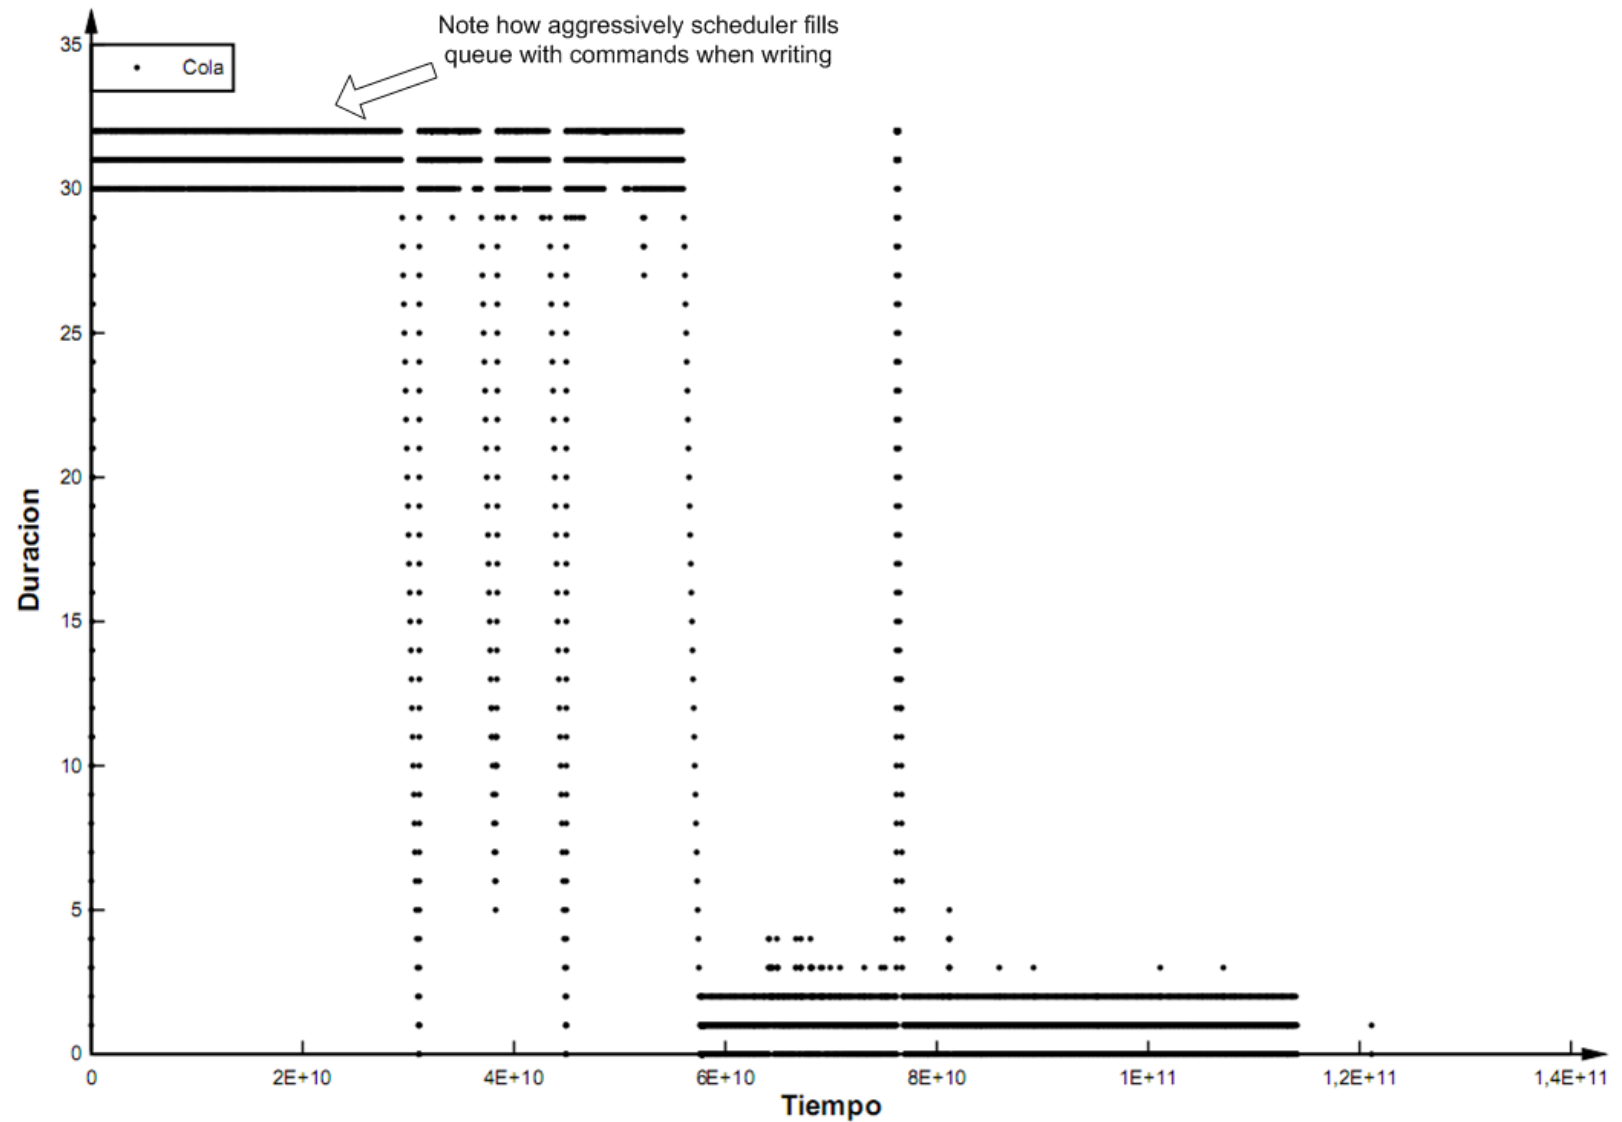 Note how aggressively scheduler fills
queue with commands when writing
35
Cola
30
25
20
15
10
5
0
Duracion
0 2E+10 4E+10 6E+10 8E+10 1E+11 1,2E+11 1,4E+11
Tiempo